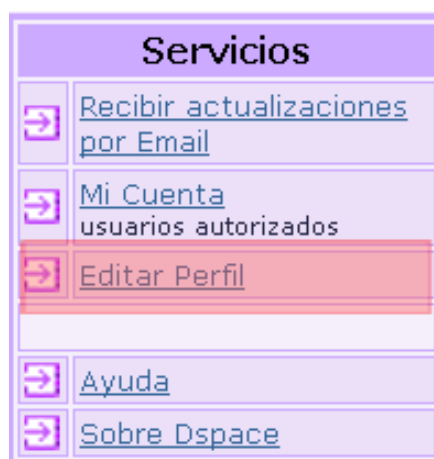 Servicios
Recibir actualizaciones
por Email
Mi Cuenta
usuarios autorizados
Editar Perfil
Ayuda
Sobre Dspace